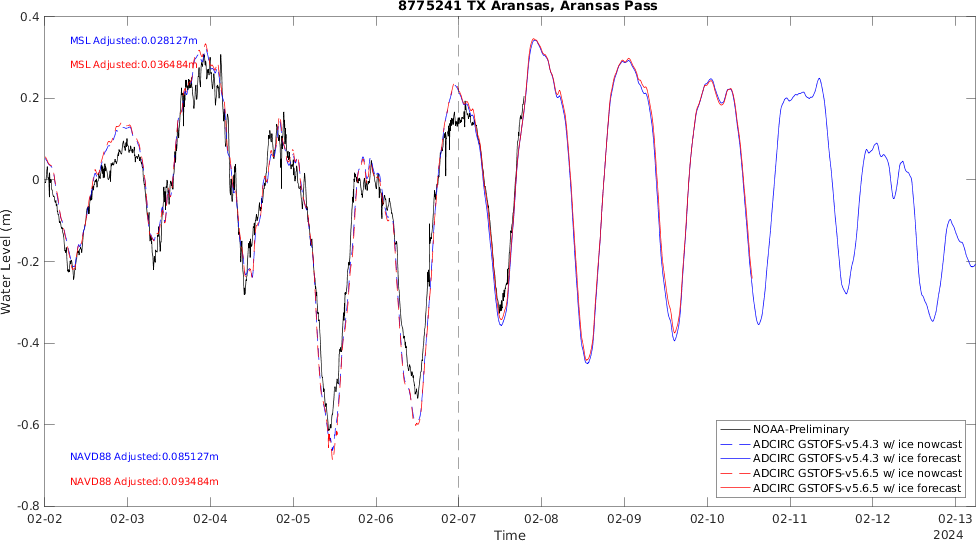 8775241 TX Aransas, Aransas Pass
0.4
0.2
0
-0.2
-0.4
-0.6
-0.8
Water Level (m)
MSL Adjusted:0.028127m
MSL Adjusted:0.036484m
NAVD88 Adjusted:0.085127m
NAVD88 Adjusted:0.093484m
NOAA-Preliminary
ADCIRC GSTOFS-v5.4.3 w/ ice nowcast
ADCIRC GSTOFS-v5.4.3 w/ ice forecast
ADCIRC GSTOFS-v5.6.5 w/ ice nowcast
ADCIRC GSTOFS-v5.6.5 w/ ice forecast
02-02 02-03 02-04 02-05 02-06 02-07 02-08 02-09 02-10 02-11 02-12 02-13
Time
2024